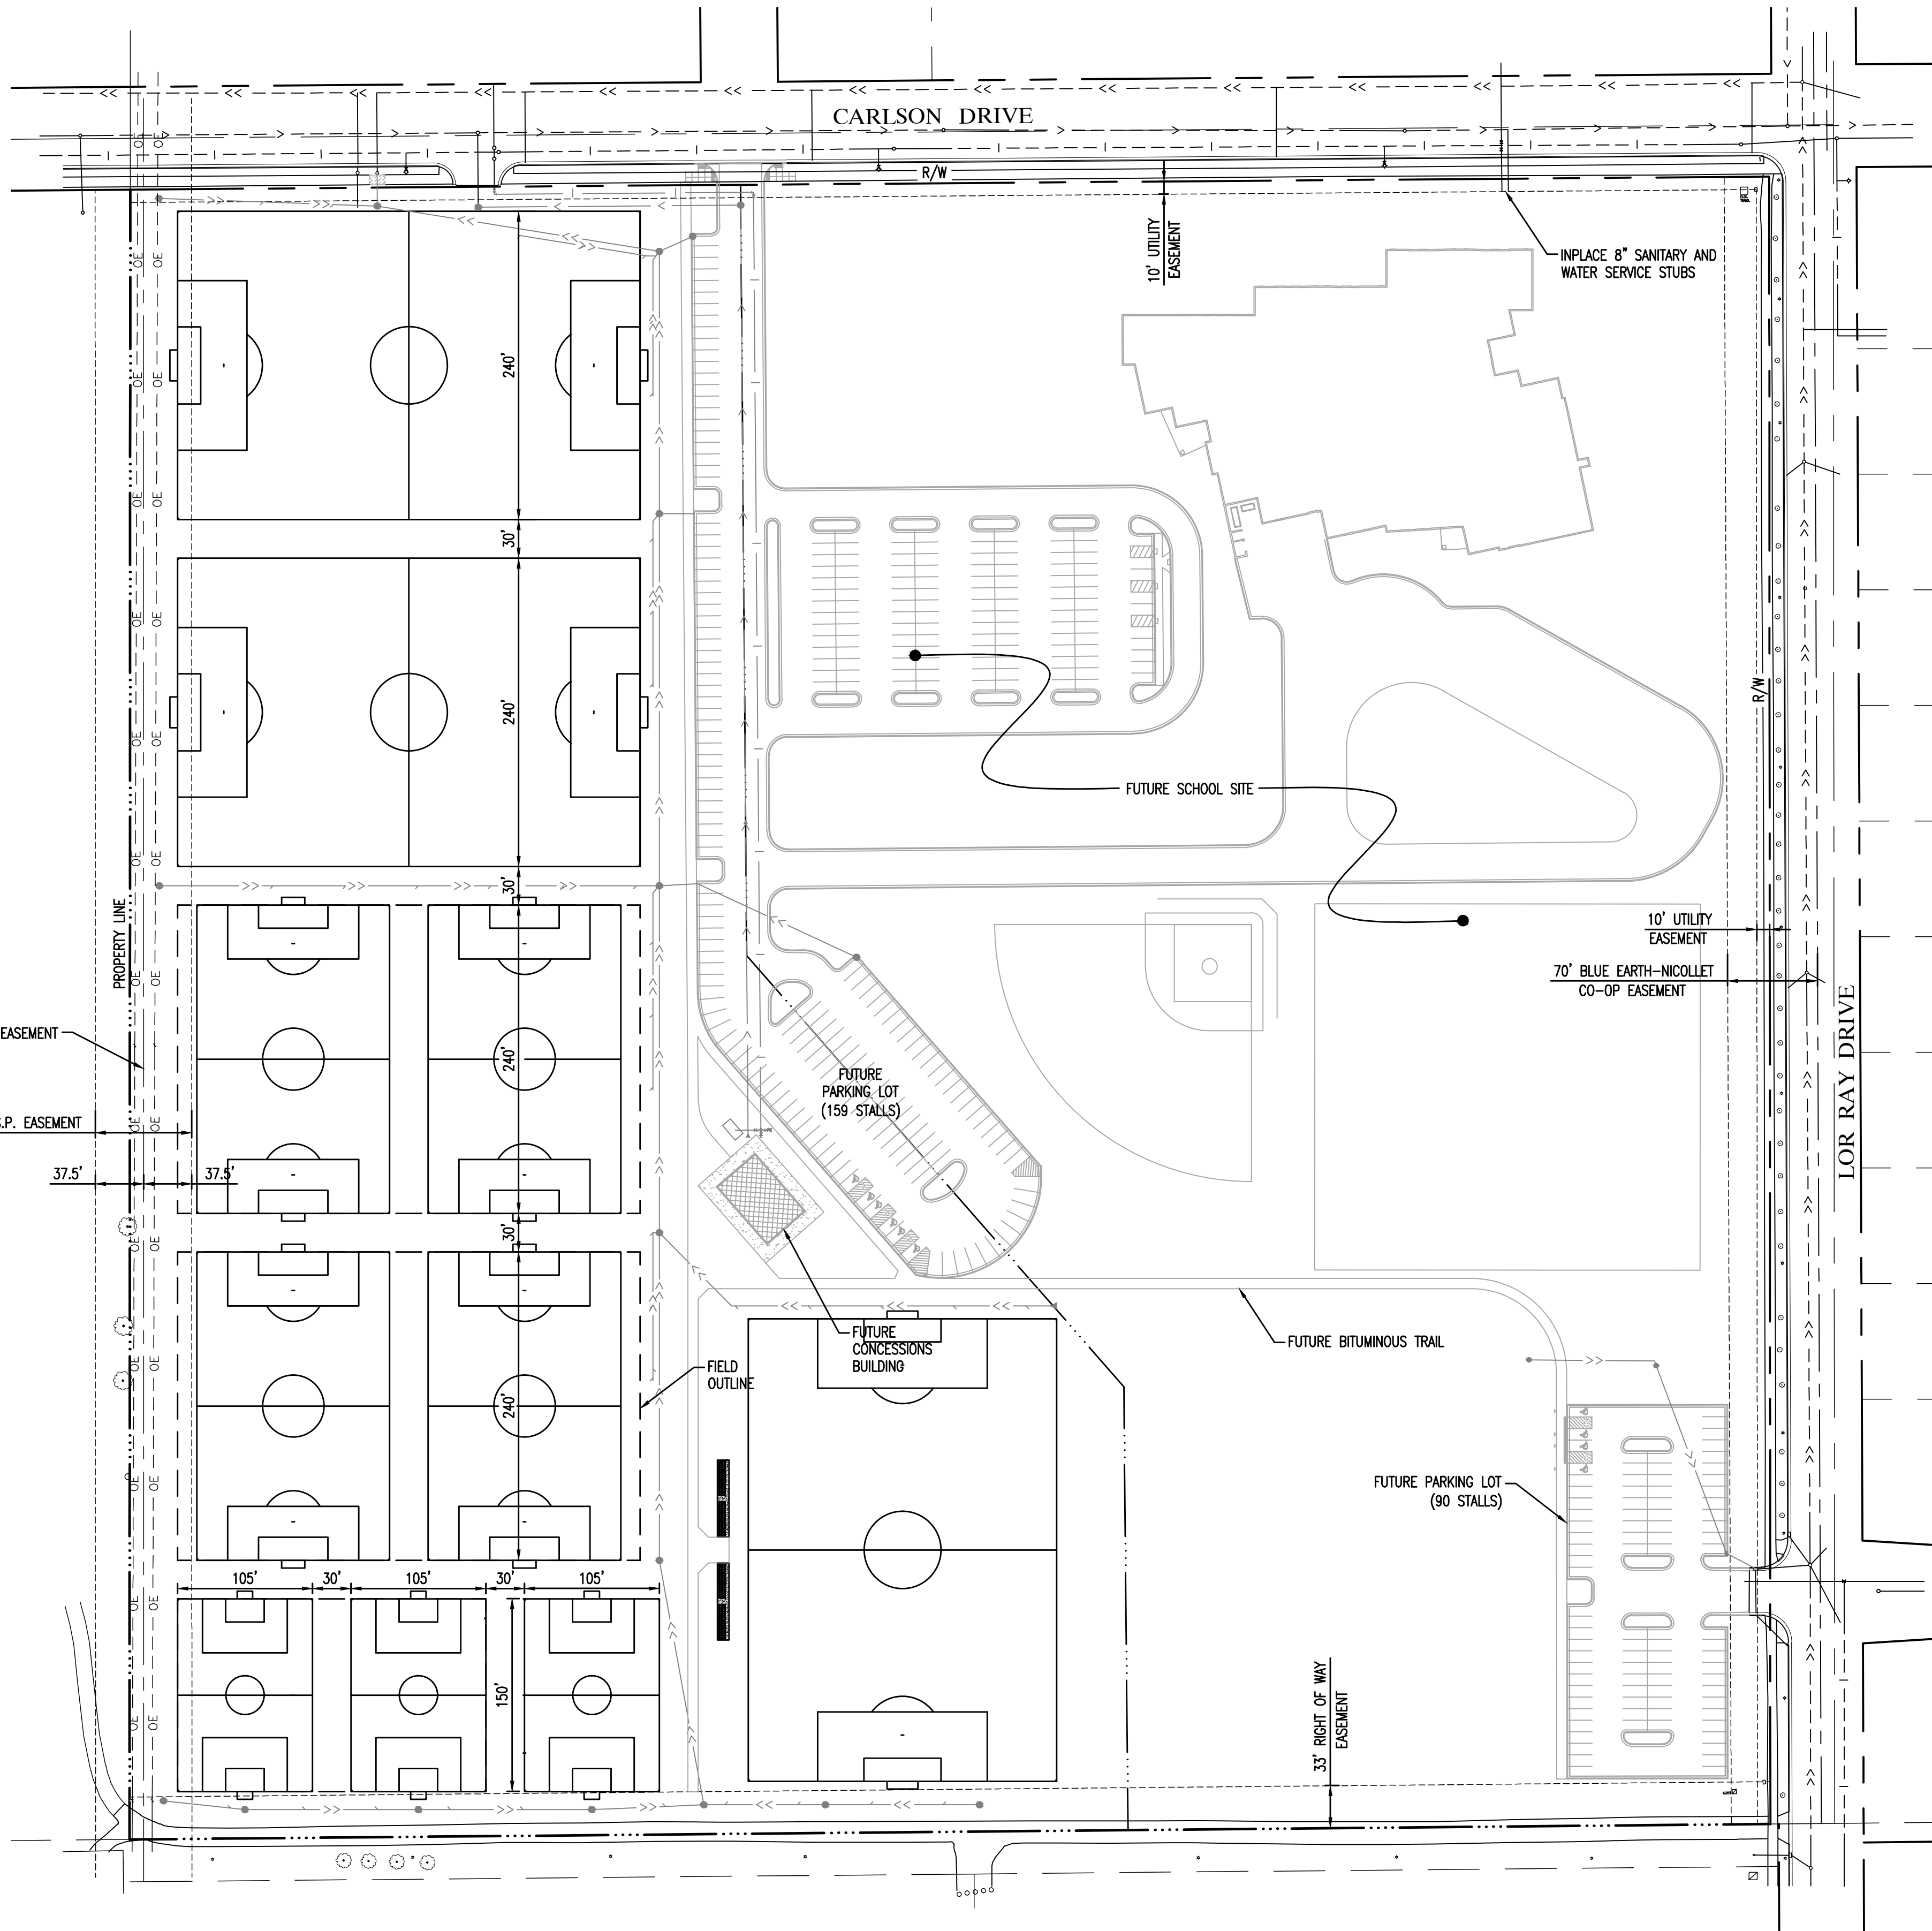 CARLSON DRIVE
R/W
10' UTILITY
EASEMENT
INPLACE 8" SANITARY AND
WATER SERVICE STUBS
240'
30'
240'
R/W
FUTURE SCHOOL SITE
30'
PROPERTY LINE
10' UTILITY
EASEMENT
70' BLUE EARTH-NICOLLET
CO-OP EASEMENT
LOR RAY DRIVE
EASEMENT
240'
FUTURE
PARKING LOT
(159 STALLS)
.P. EASEMENT
37.5'
37.5'
30'
FUTURE
CONCESSIONS
BUILDING
FUTURE BITUMINOUS TRAIL
FIELD
OUTLINE
240'
FUTURE PARKING LOT
(90 STALLS)
105'
30'
105'
30'
105'
150'
33' RIGHT OF WAY
EASEMENT
OE
OE